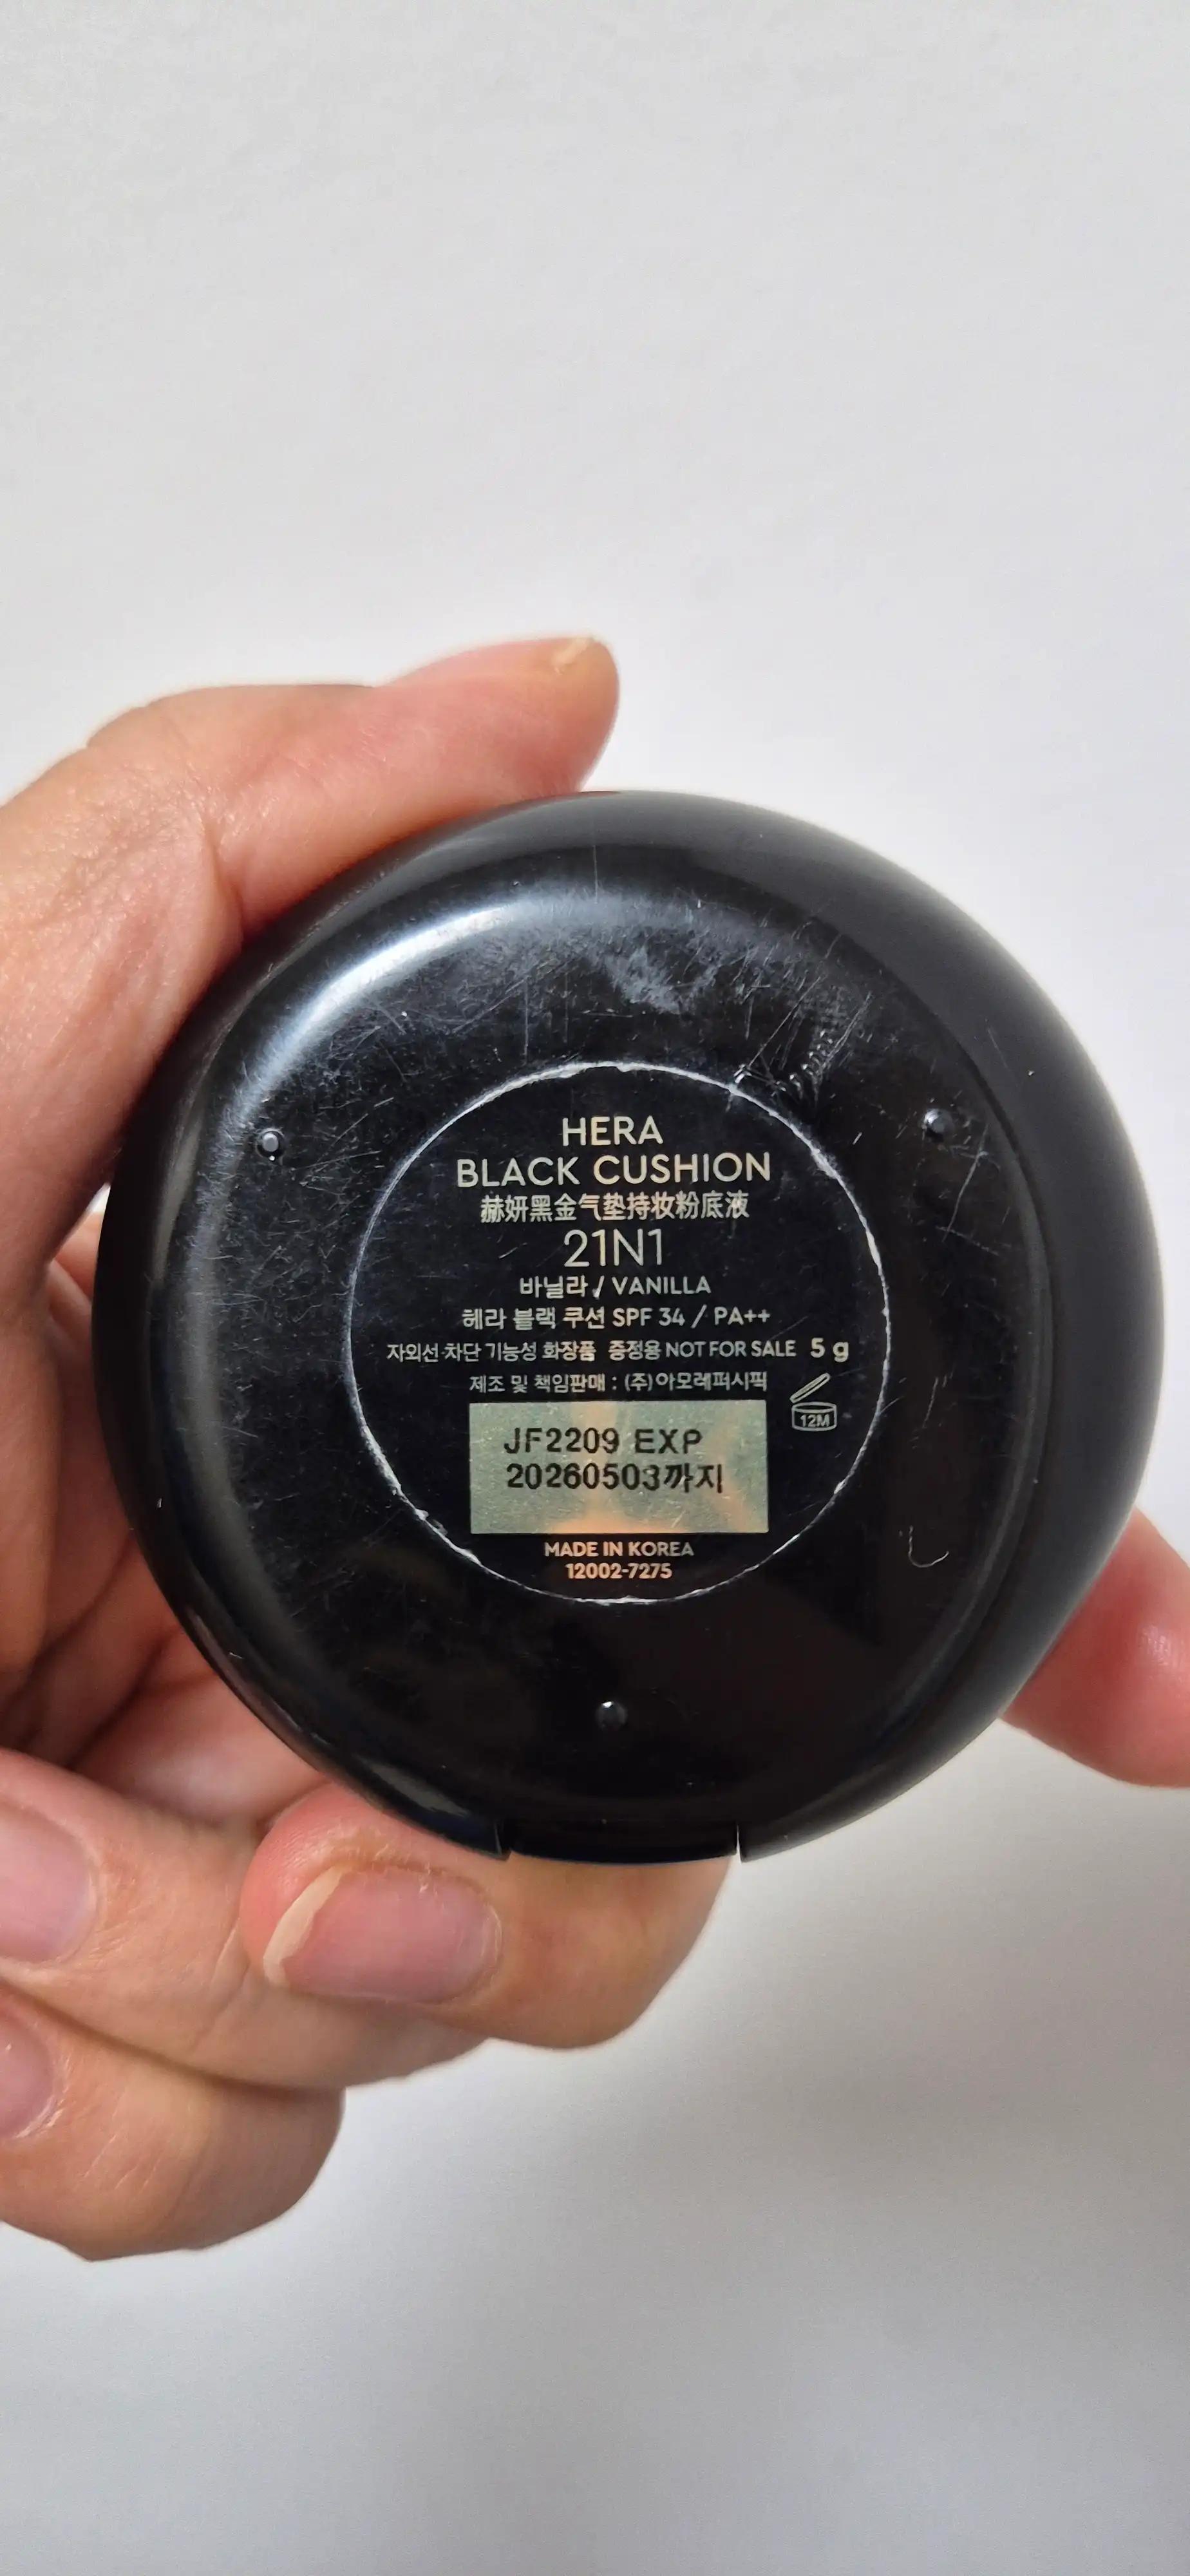 HERA
BLACK CUSHION
赫妍黑金气垫持妆粉底液
21N1
바닐라 / VANILLA
헤라 블랙 쿠션 SPF 34 / PA++
자외선 차단 기능성 화장품 증정용 NOT FOR SALE 5 g
제조 및 책임판매 : (주)아모레퍼시픽
12M
JF2209 EXP
20260503까지
MADE IN KOREA
12002-7275